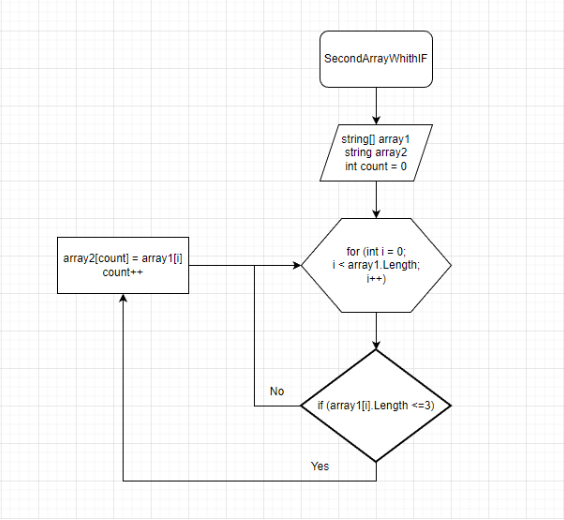 SecondArrayWhithIF
string[] array1
string array2
int count = 0
for (int i = 0;
i < array1.Length;
i++)
array2[count] = array1[i]
count++
No
if (array1[i].Length <=3)
Yes